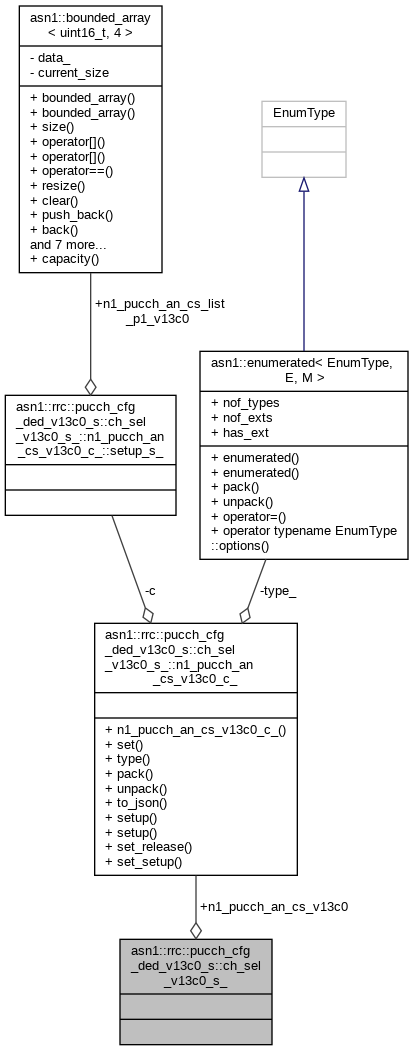 asn1::bounded_array
< uint16_t, 4 >
- data_
- current_size
+ bounded_array()
+ bounded_array()
+ size()
+ operator[]()
+ operator[]()
+ operator==()
+ resize()
+ clear()
+ push_back()
+ back()
and 7 more...
+ capacity()
EnumType
+n1_pucch_an_cs_list
_p1_v13c0
asn1::enumerated< EnumType,
E, M >
+ nof_types
+ nof_exts
+ has_ext
+ enumerated()
+ enumerated()
+ pack()
+ unpack()
+ operator=()
+ operator typename EnumType
::options()
asn1::rrc::pucch_cfg
_ded_v13c0_s::ch_sel
_v13c0_s_::n1_pucch_an
_cs_v13c0_c_::setup_s_
-c
-type_
asn1::rrc::pucch_cfg
_ded_v13c0_s::ch_sel
_v13c0_s_::n1_pucch_an
_cs_v13c0_c_
+ n1_pucch_an_cs_v13c0_c_()
+ set()
+ type()
+ pack()
+ unpack()
+ to_json()
+ setup()
+ setup()
+ set_release()
+ set_setup()
+n1_pucch_an_cs_v13c0
asn1::rrc::pucch_cfg
_ded_v13c0_s::ch_sel
_v13c0_s_